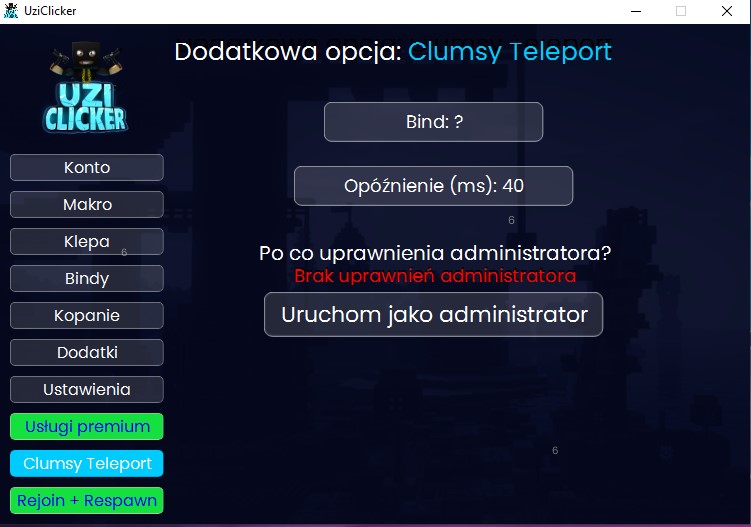 UziClicker
Dodatkowa opcja: Clumsy Teleport
UZI
CLICKER
Bind: ?
Konto
Opóźnienie (ms): 40
Makro
6
Klepa
6
Po co uprawnienia administratora?
Bindy
Brak uprawnień administratora
Kopanie
Uruchom jako administrator
Dodatki
Ustawienia
Usługi premium
6
Clumsy Teleport
Rejoin + Respawn